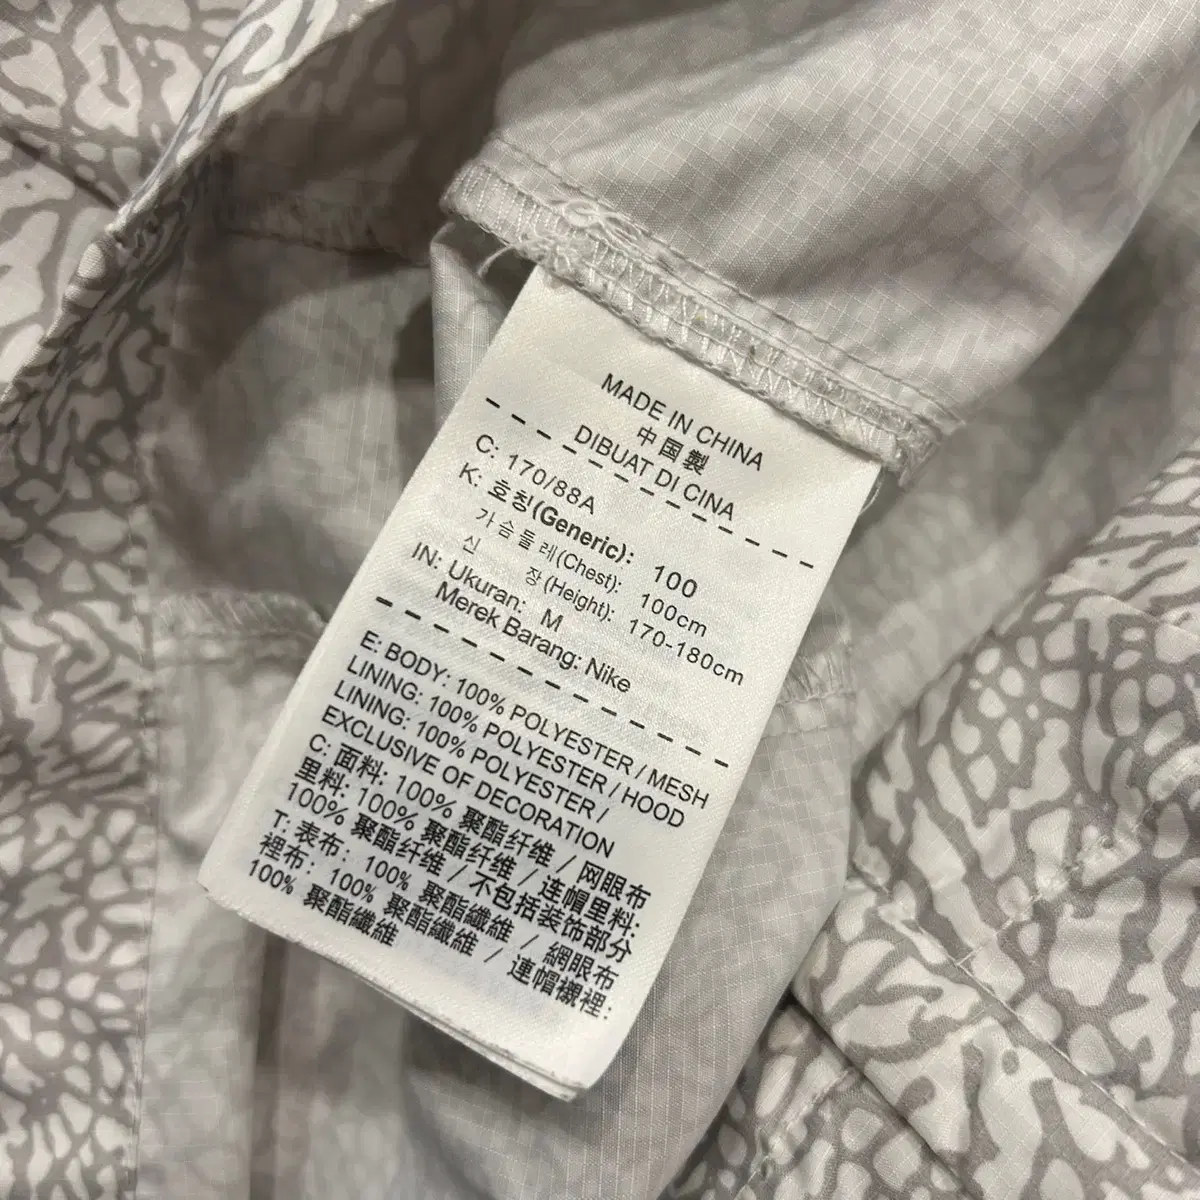 MADE IN CHINA
中国製
DIBUAT DI CINA
C: 170/88A
K: 호칭(Generic): 100
가슴둘레(Chest): 100cm
신 장(Height): 170-180cm
IN: Ukuran: M
Merek Barang: Nike
E: BODY: 100% POLYESTER / MESH
LINING: 100% POLYESTER / HOOD
LINING: 100% POLYESTER /
EXCLUSIVE OF DECORATION
C: 面料: 100% 聚酯纤维 / 网眼布
里料: 100% 聚酯纤维 / 连帽里料:
100% 聚酯纤维 / 不包括装饰部分
T: 表布: 100% 聚酯纖維 / 網眼布
裡布: 100% 聚酯纖維 / 連帽襯裡:
100% 聚酯纖維